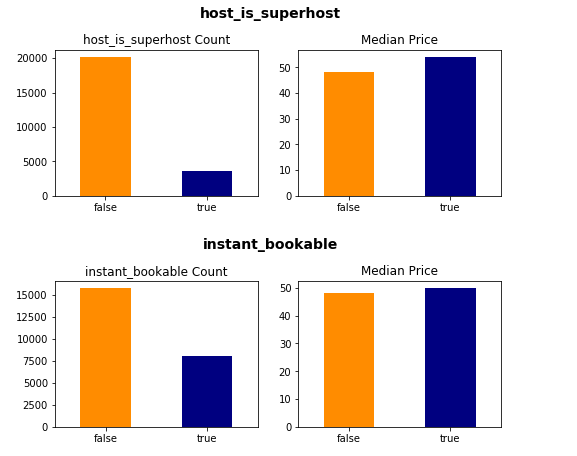 host_is_superhost
host_is_superhost Count
Median Price
20000
15000
10000
5000
0
false true
50
40
30
20
10
0
false true
instant_bookable
instant_bookable Count
Median Price
15000
12500
10000
7500
5000
2500
0
false true
50
40
30
20
10
0
false true